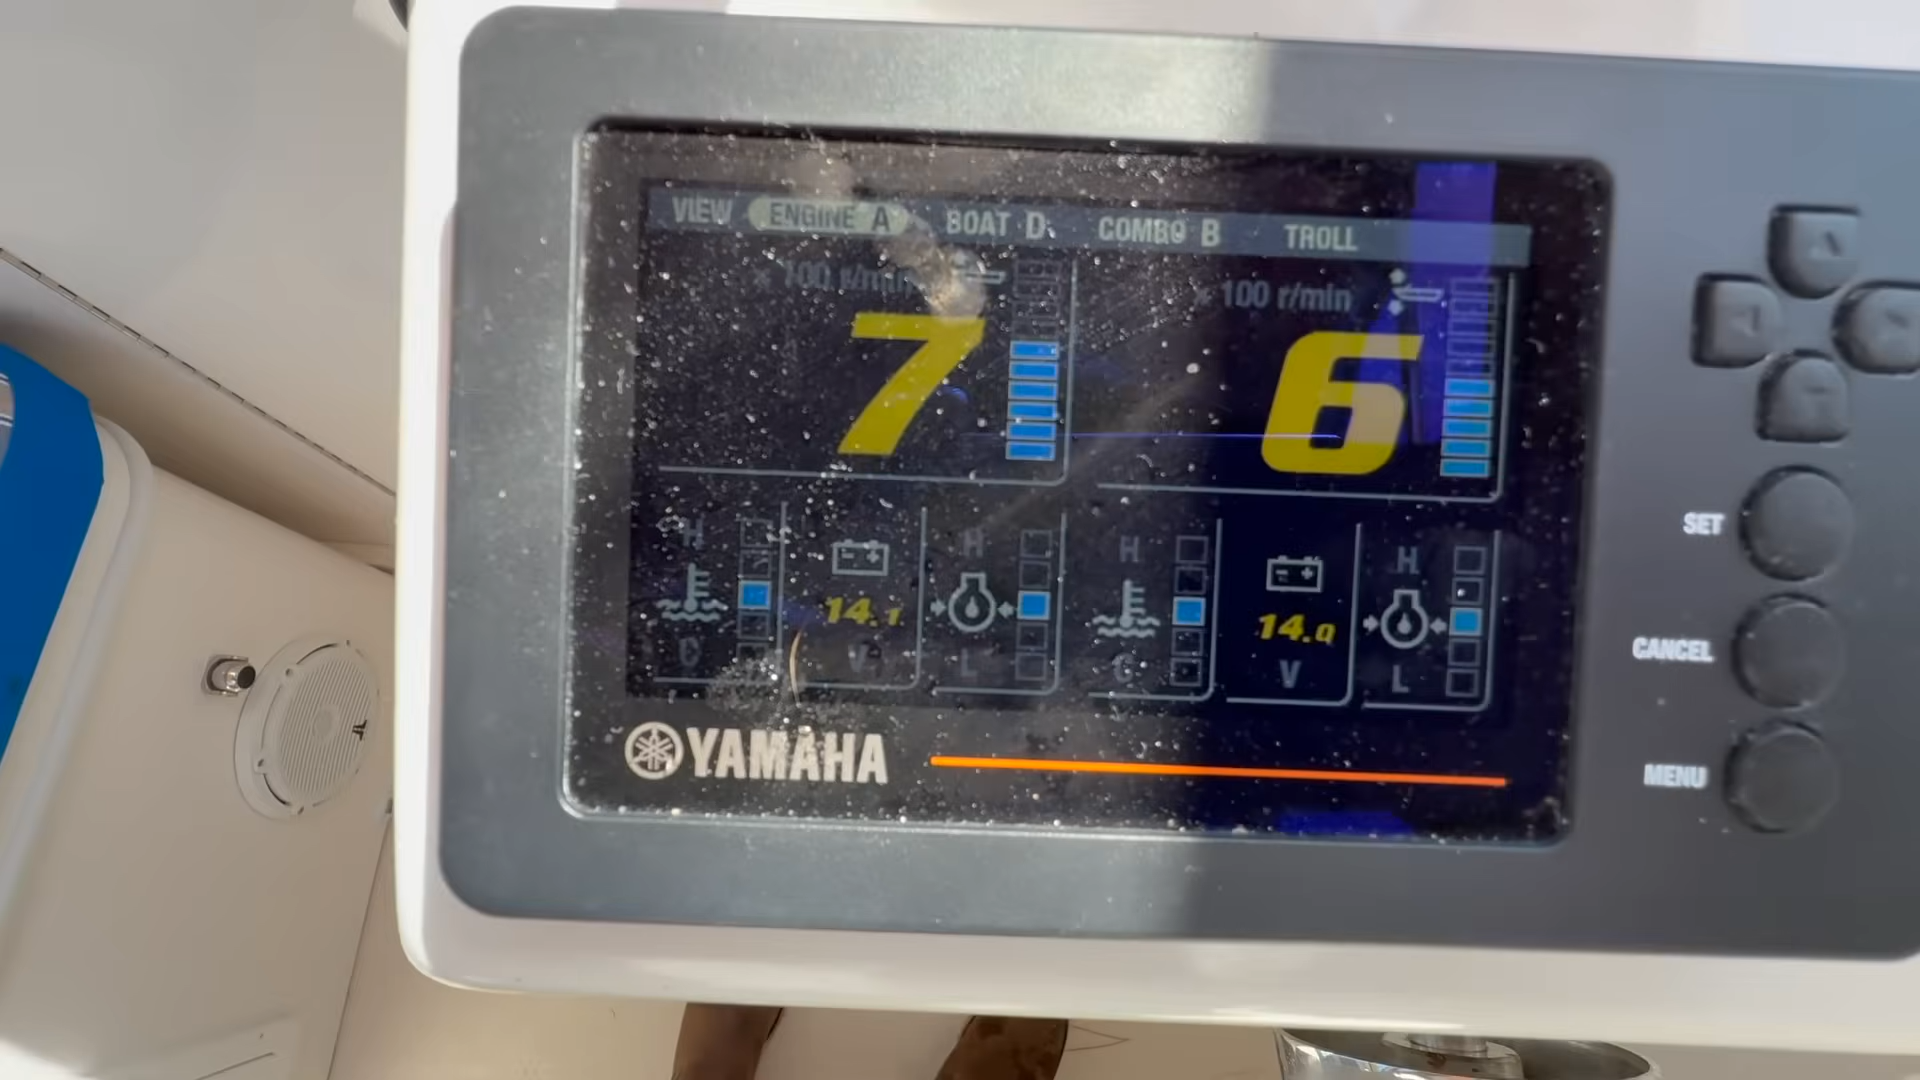 VIEW ENGINE A BOAT D COMBO B TROLL
× 100 r/min × 100 r/min
7 6
H H H H
14.1 14.0
C V L C V L
YAMAHA
SET
CANCEL
MENU